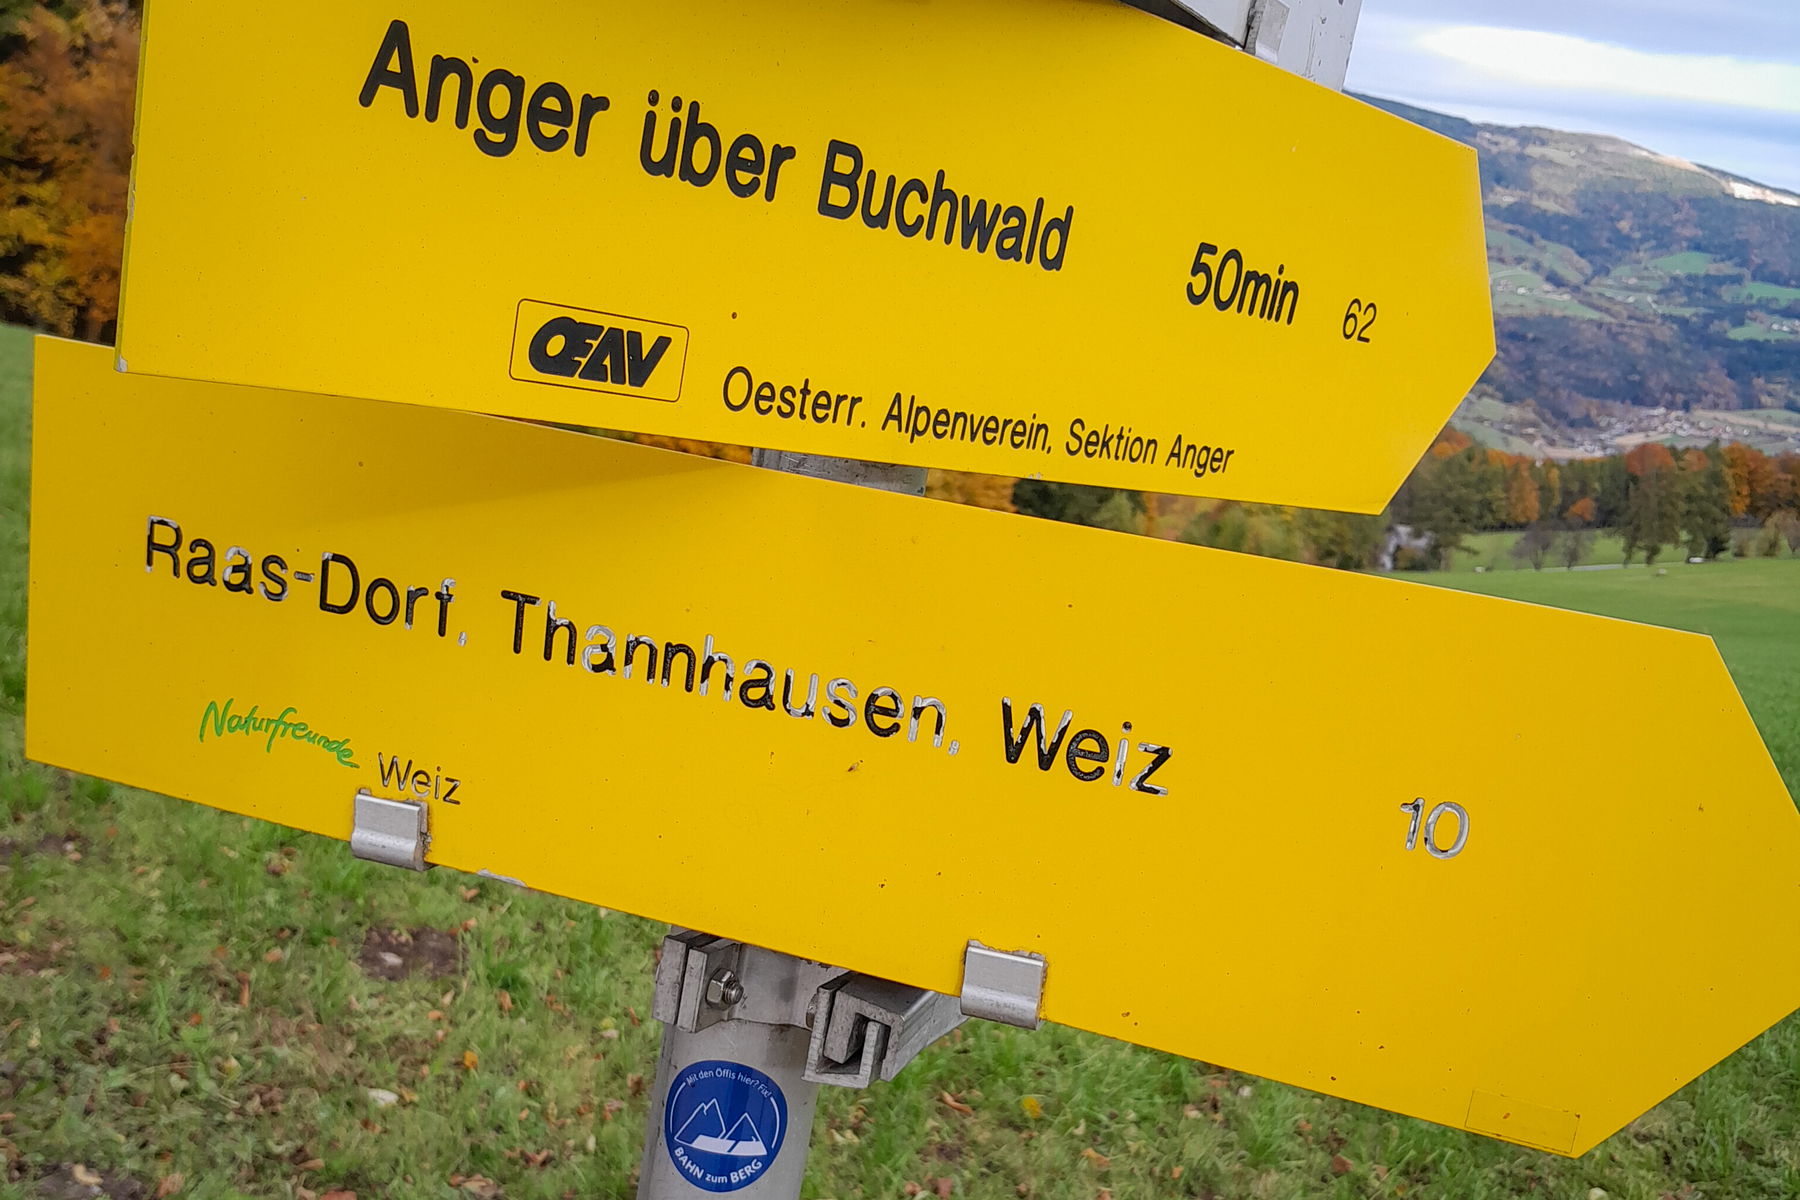 Anger über Buchwald 50min 62
OEAV Oesterr. Alpenverein, Sektion Anger
Raas-Dorf, Thannhausen, Weiz 10
Naturfreunde Weiz
Mit den Öffis hier? Fix!
BAHN zum BERG